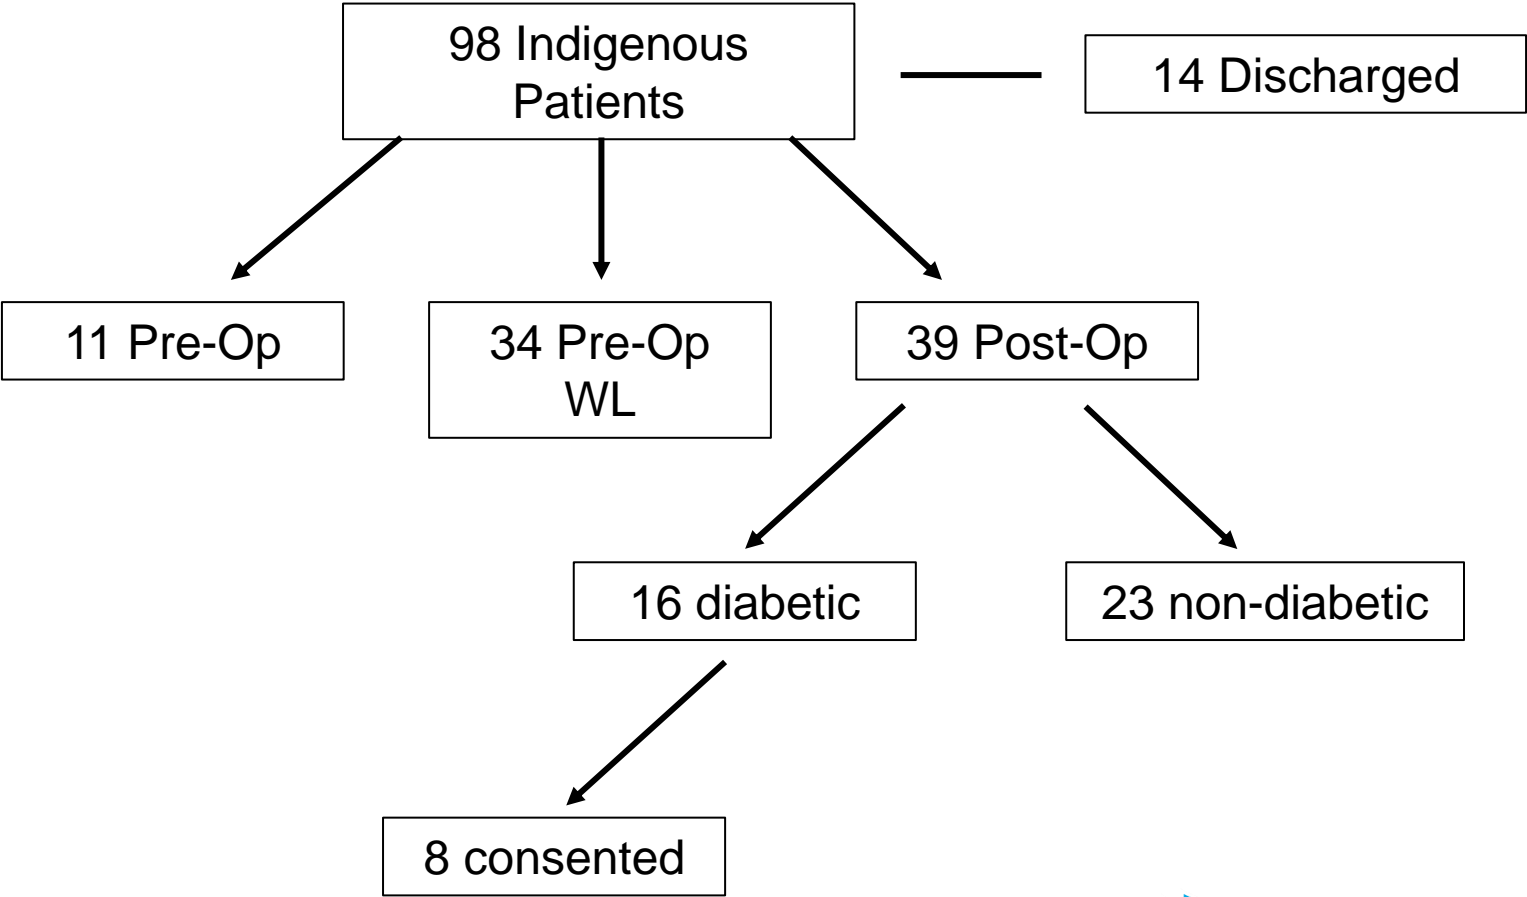 98 Indigenous
Patients
14 Discharged
11 Pre-Op
34 Pre-Op
WL
39 Post-Op
16 diabetic
23 non-diabetic
8 consented